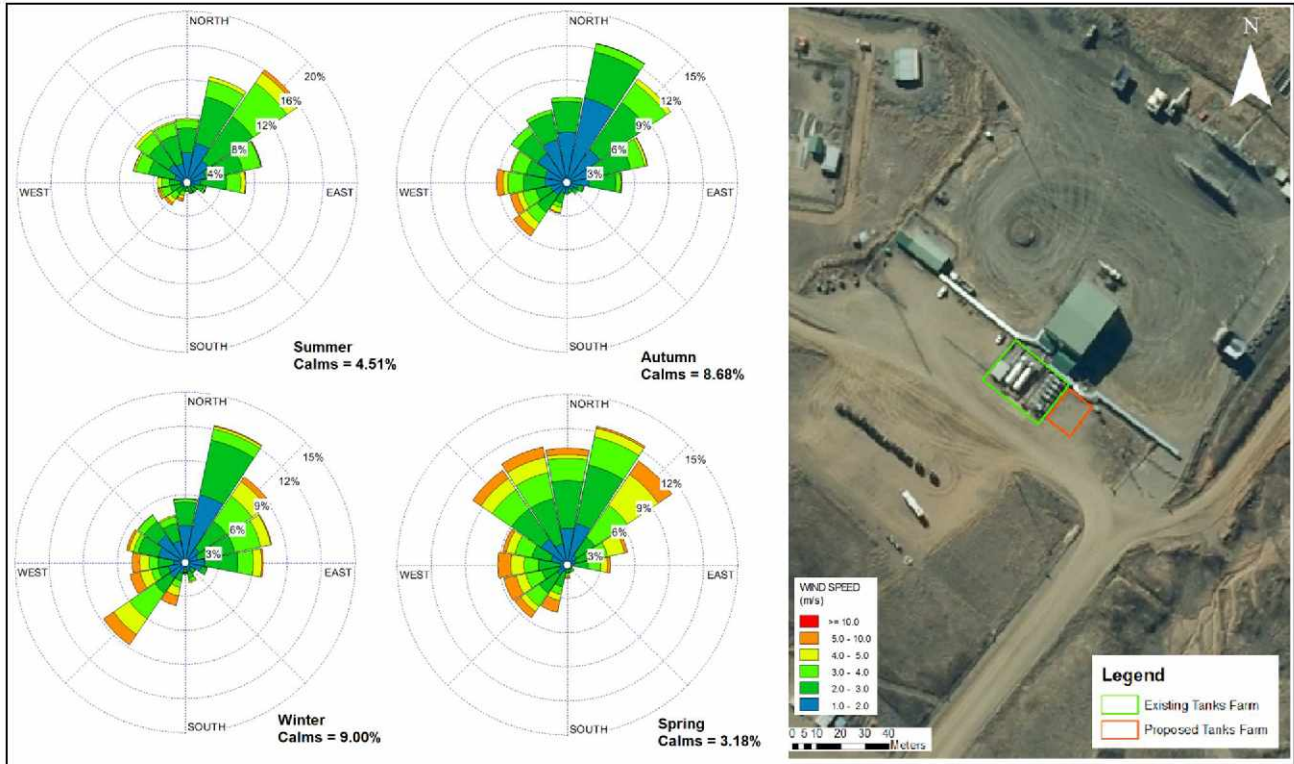 NORTH
20%
16%
12%
8%
4%
WEST
EAST
SOUTH
Summer
Calms = 4.51%
NORTH
15%
12%
9%
6%
3%
WEST
EAST
SOUTH
Autumn
Calms = 8.68%
NORTH
15%
12%
9%
6%
3%
WEST
EAST
SOUTH
Winter
Calms = 9.00%
NORTH
15%
12%
9%
6%
3%
WEST
EAST
SOUTH
Spring
Calms = 3.18%
N
WIND SPEED
(m/s)
>= 10.0
5.0 - 10.0
4.0 - 5.0
3.0 - 4.0
2.0 - 3.0
1.0 - 2.0
0 5 10 20 30 40
Meters
Legend
Existing Tanks Farm
Proposed Tanks Farm